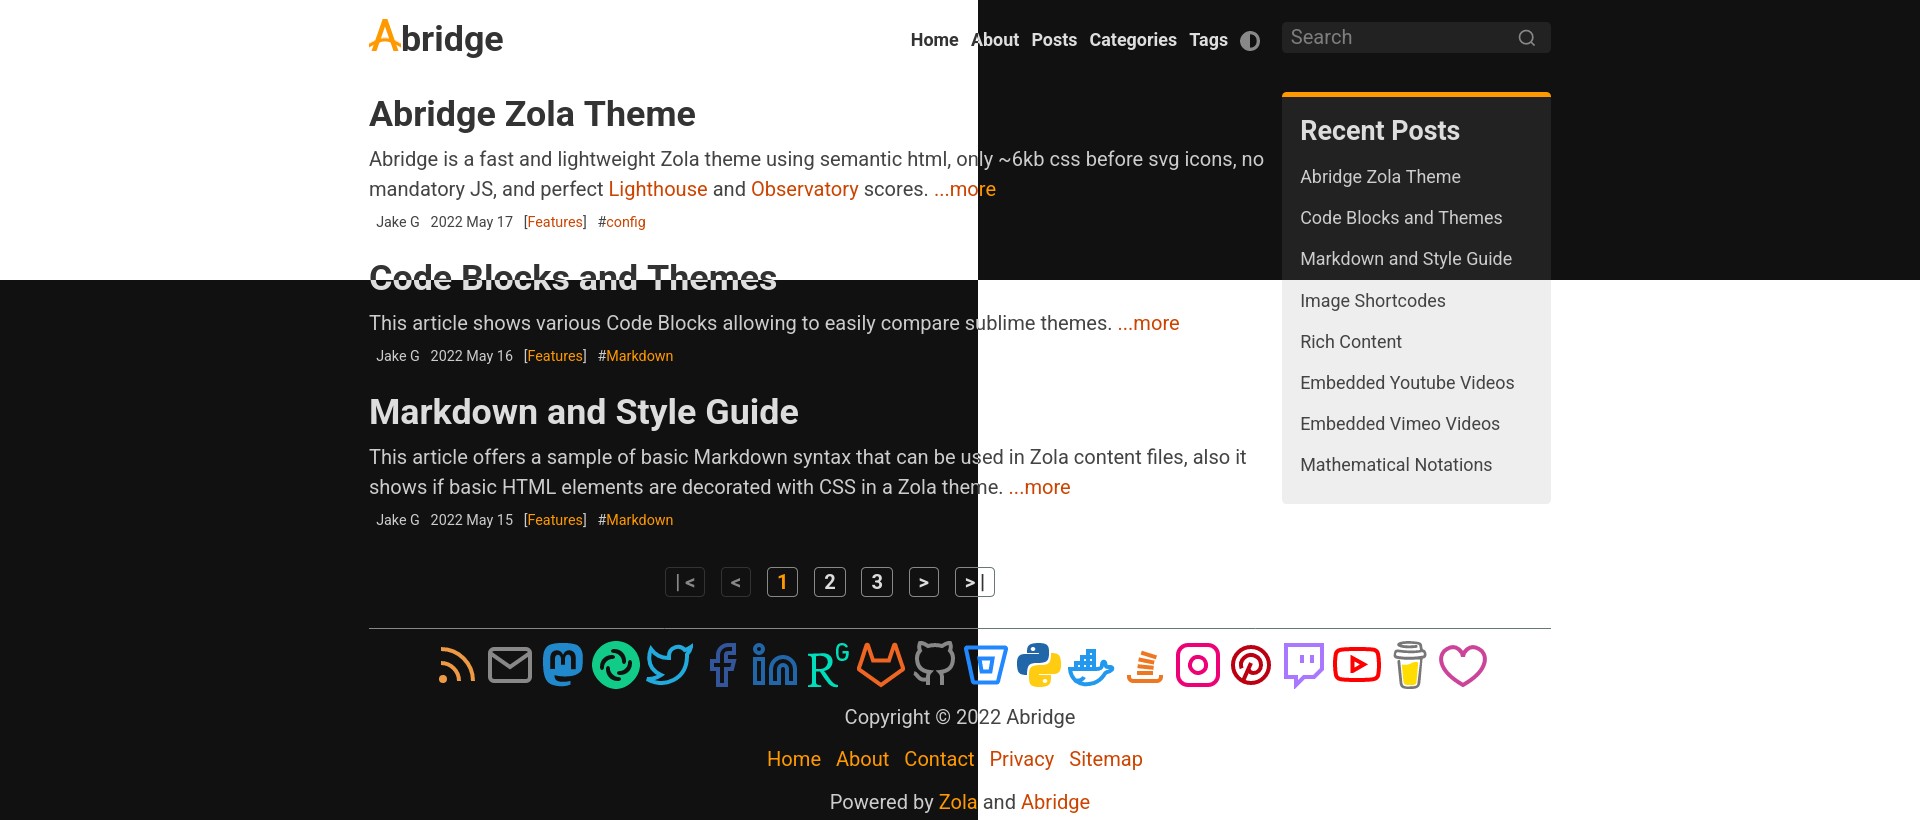 Abridge
Home About Posts Categories Tags
Search
Abridge Zola Theme
Abridge is a fast and lightweight Zola theme using semantic html, only ~6kb css before svg icons, no
mandatory JS, and perfect Lighthouse and Observatory scores. ...more
Jake G 2022 May 17 [Features] #config
Code Blocks and Themes
This article shows various Code Blocks allowing to easily compare sublime themes. ...more
Jake G 2022 May 16 [Features] #Markdown
Markdown and Style Guide
This article offers a sample of basic Markdown syntax that can be used in Zola content files, also it
shows if basic HTML elements are decorated with CSS in a Zola theme. ...more
Jake G 2022 May 15 [Features] #Markdown
Recent Posts
Abridge Zola Theme
Code Blocks and Themes
Markdown and Style Guide
Image Shortcodes
Rich Content
Embedded Youtube Videos
Embedded Vimeo Videos
Mathematical Notations
|< < 1 2 3 > >|
Copyright © 2022 Abridge
Home About Contact Privacy Sitemap
Powered by Zola and Abridge